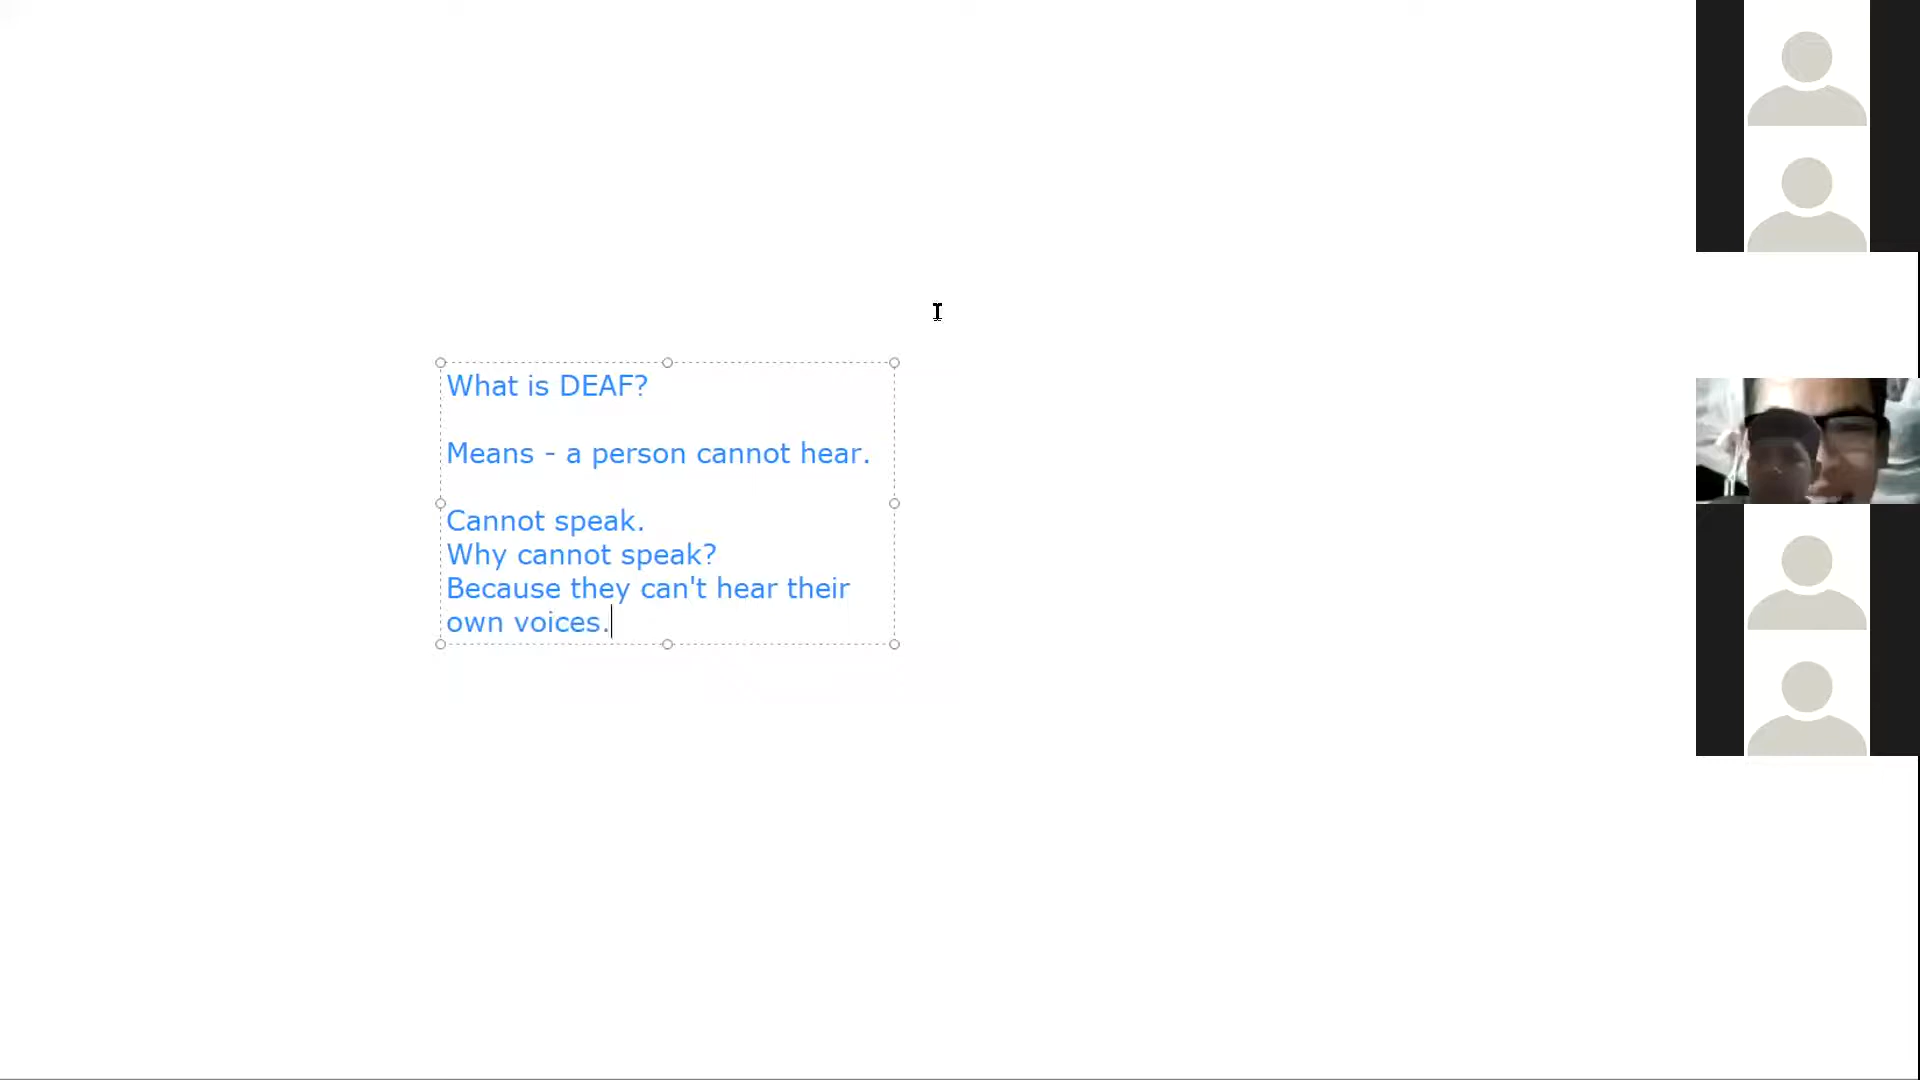 What is DEAF?
Means - a person cannot hear.
Cannot speak.
Why cannot speak?
Because they can't hear their
own voices.